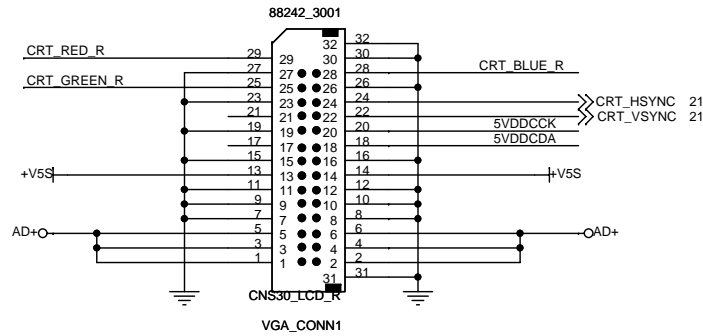 88242_3001
32 32
CRT_RED_R 29 29 30 30
27 27 28 28 CRT_BLUE_R
CRT_GREEN_R 25 25 26 26
23 23 24 24 CRT_HSYNC 21
21 21 22 22 CRT_VSYNC 21
19 19 20 20 5VDDCCK
17 17 18 18 5VDDCDA
15 15 16 16
+V5S 13 13 14 14 +V5S
11 11 12 12
9 9 10 10
7 7 8 8
AD+ 5 5 6 6 AD+
3 3 4 4
1 1 2 2
31 31
CNS30_LCD_R
VGA_CONN1